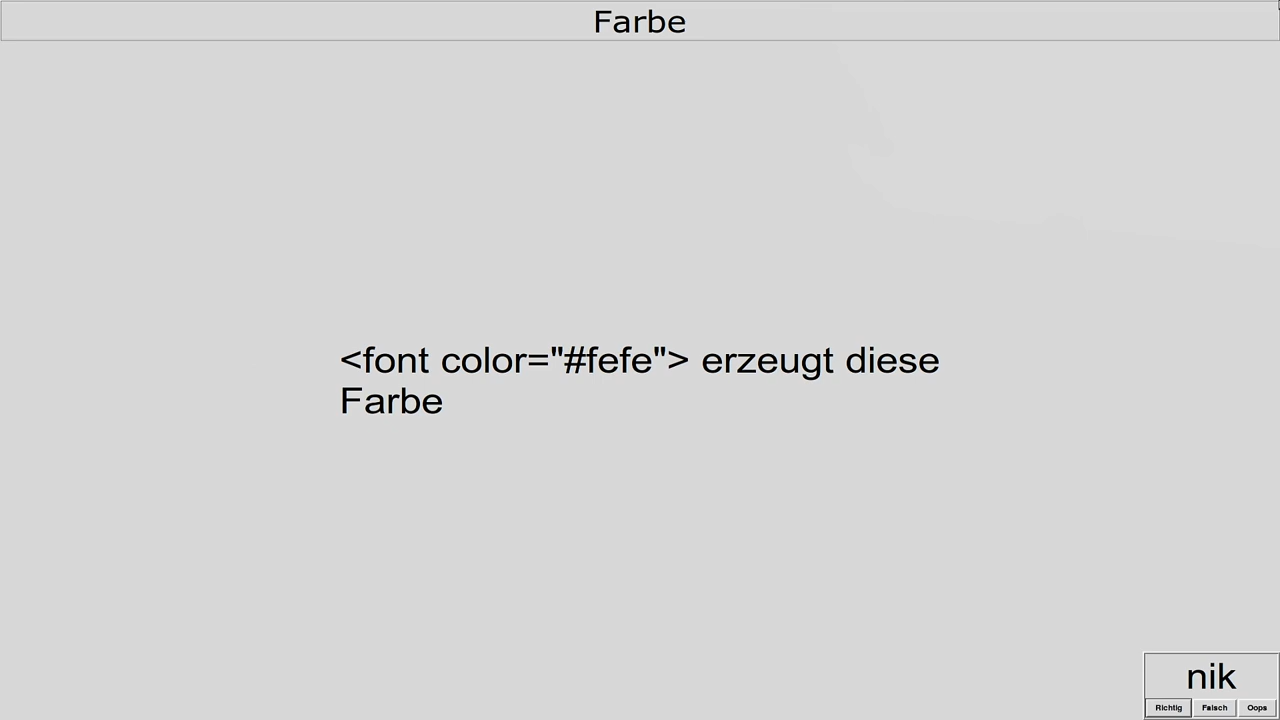 Farbe
<font color="#fefe"> erzeugt diese
Farbe
nik
Richtig Falsch Oops